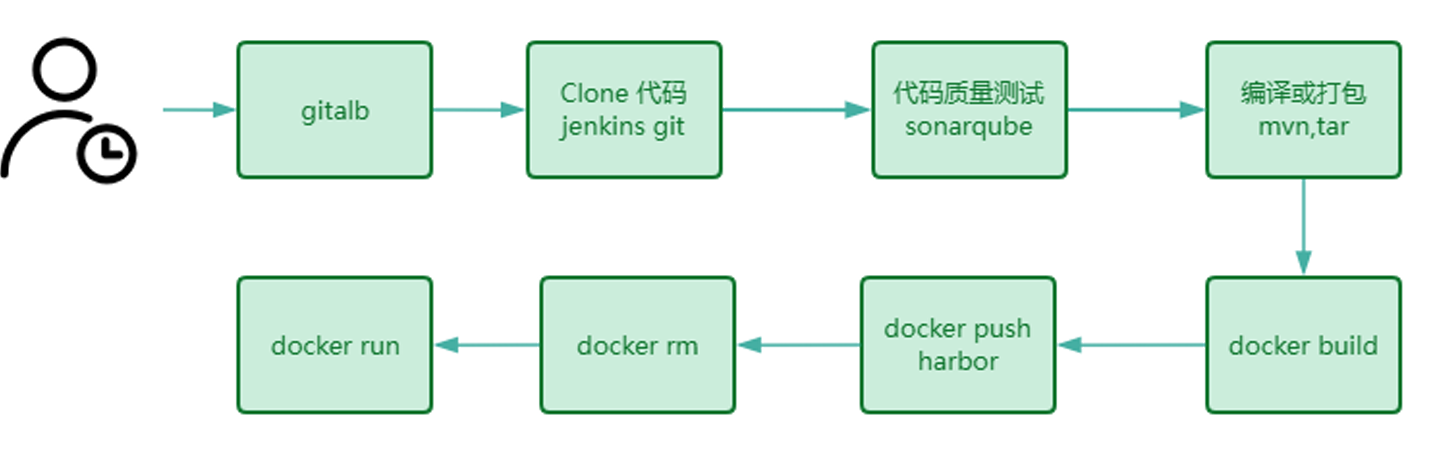 gitalb
Clone 代码
jenkins git
代码质量测试
sonarqube
编译或打包
mvn,tar
docker build
docker push
harbor
docker rm
docker run